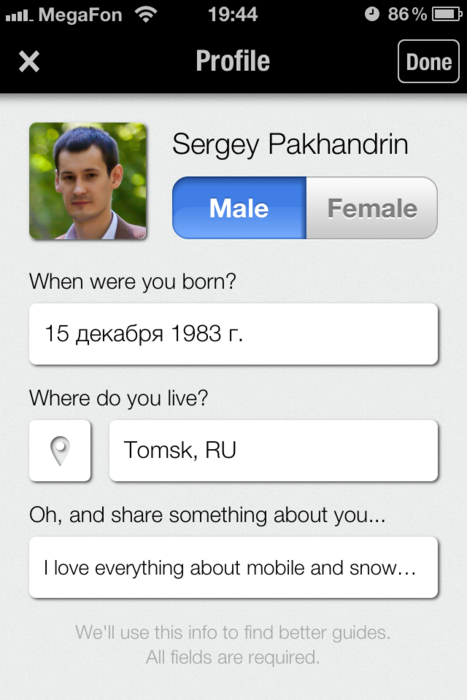 MegaFon 19:44 86%
Profile
Done
Sergey Pakhandrin
Male Female
When were you born?
15 декабря 1983 г.
Where do you live?
Tomsk, RU
Oh, and share something about you...
I love everything about mobile and snow...
We'll use this info to find better guides.
All fields are required.